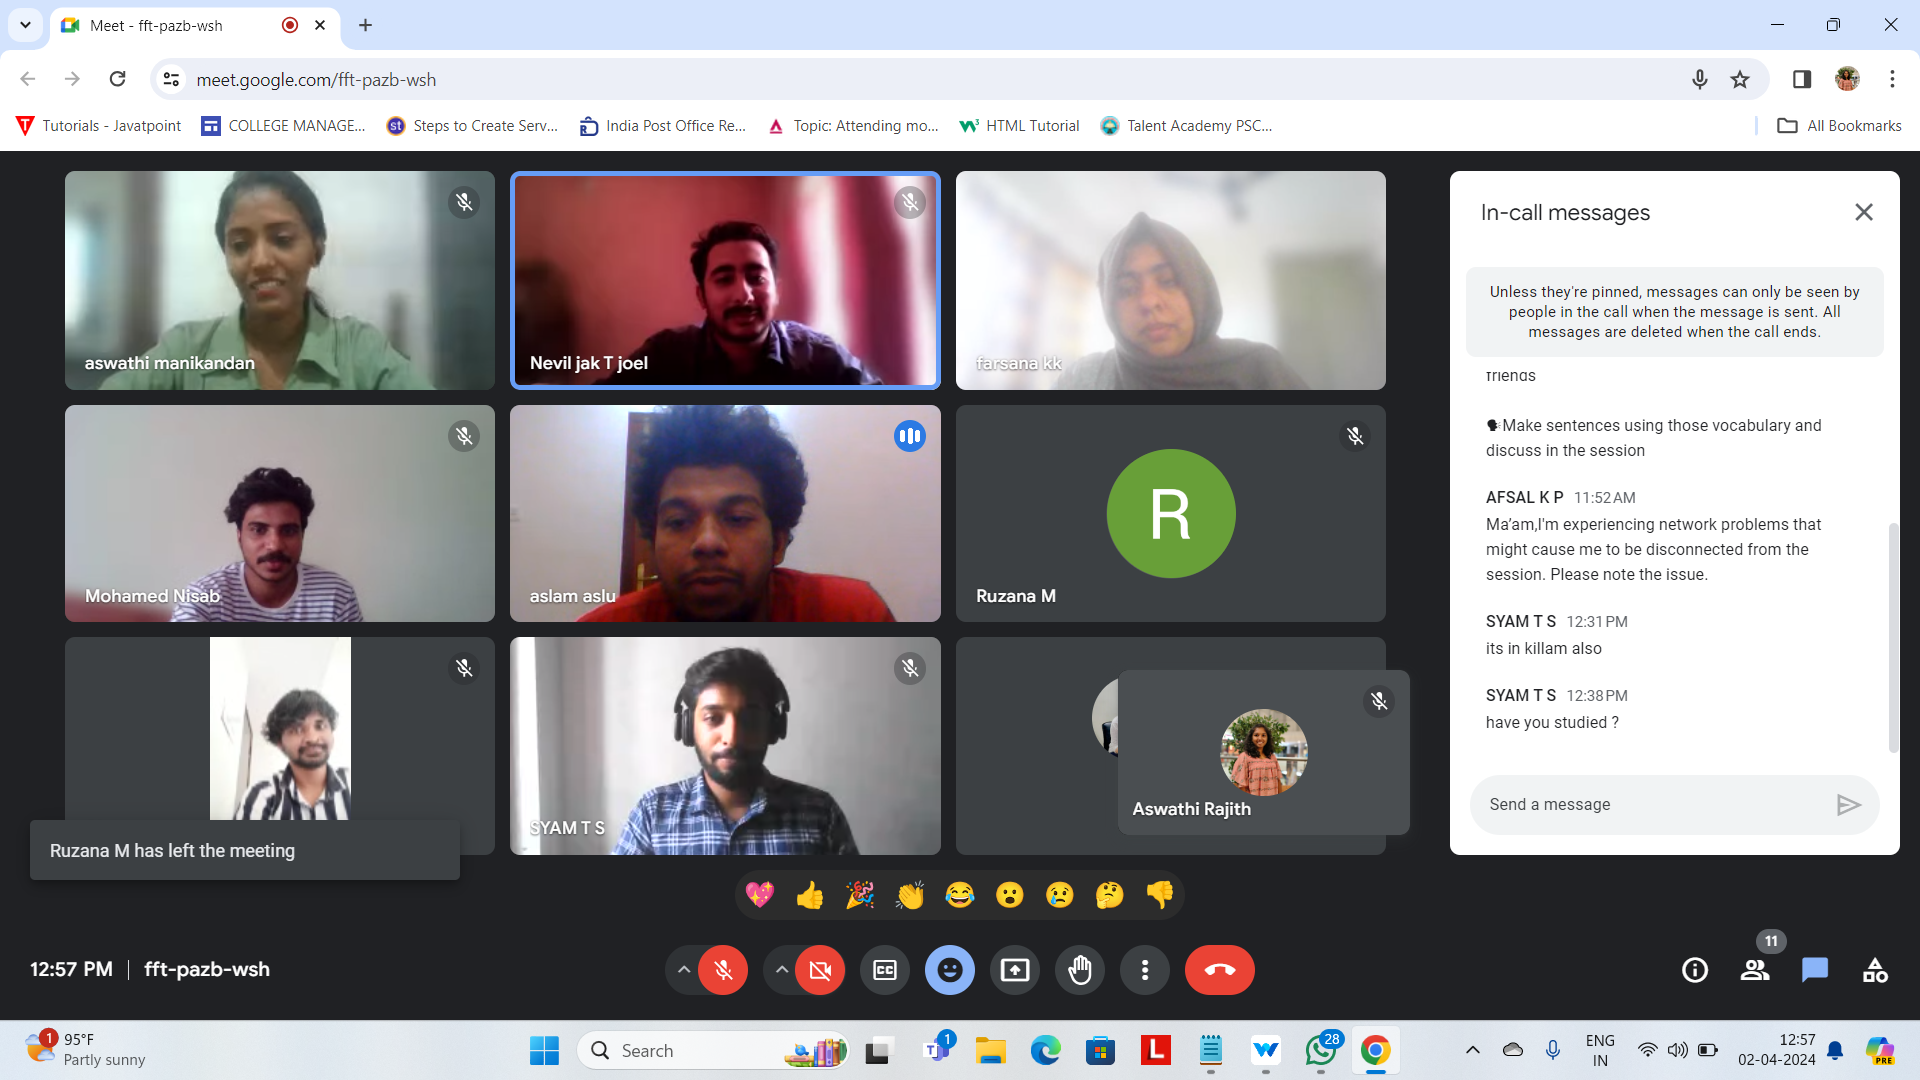 Meet - fft-pazb-wsh
meet.google.com/fft-pazb-wsh
Tutorials - Javatpoint
COLLEGE MANAGE...
st
Steps to Create Serv...
India Post Office Re...
Topic: Attending mo...
HTML Tutorial
Talent Academy PSC...
All Bookmarks
aswathi manikandan
Nevil jak T joel
farsana kk
Mohamed Nisab
aslam aslu
R
Ruzana M
SYAM T S
Aswathi Rajith
Ruzana M has left the meeting
In-call messages
Unless they're pinned, messages can only be seen by
people in the call when the message is sent. All
messages are deleted when the call ends.
friends
🗣Make sentences using those vocabulary and
discuss in the session
AFSAL K P 11:52 AM
Ma'am,I'm experiencing network problems that
might cause me to be disconnected from the
session. Please note the issue.
SYAM T S 12:31 PM
its in killam also
SYAM T S 12:38 PM
have you studied ?
Send a message
12:57 PM | fft-pazb-wsh
CC
11
1
95°F
Partly sunny
Search
T
1
L
28
ENG
IN
12:57
02-04-2024
PRE